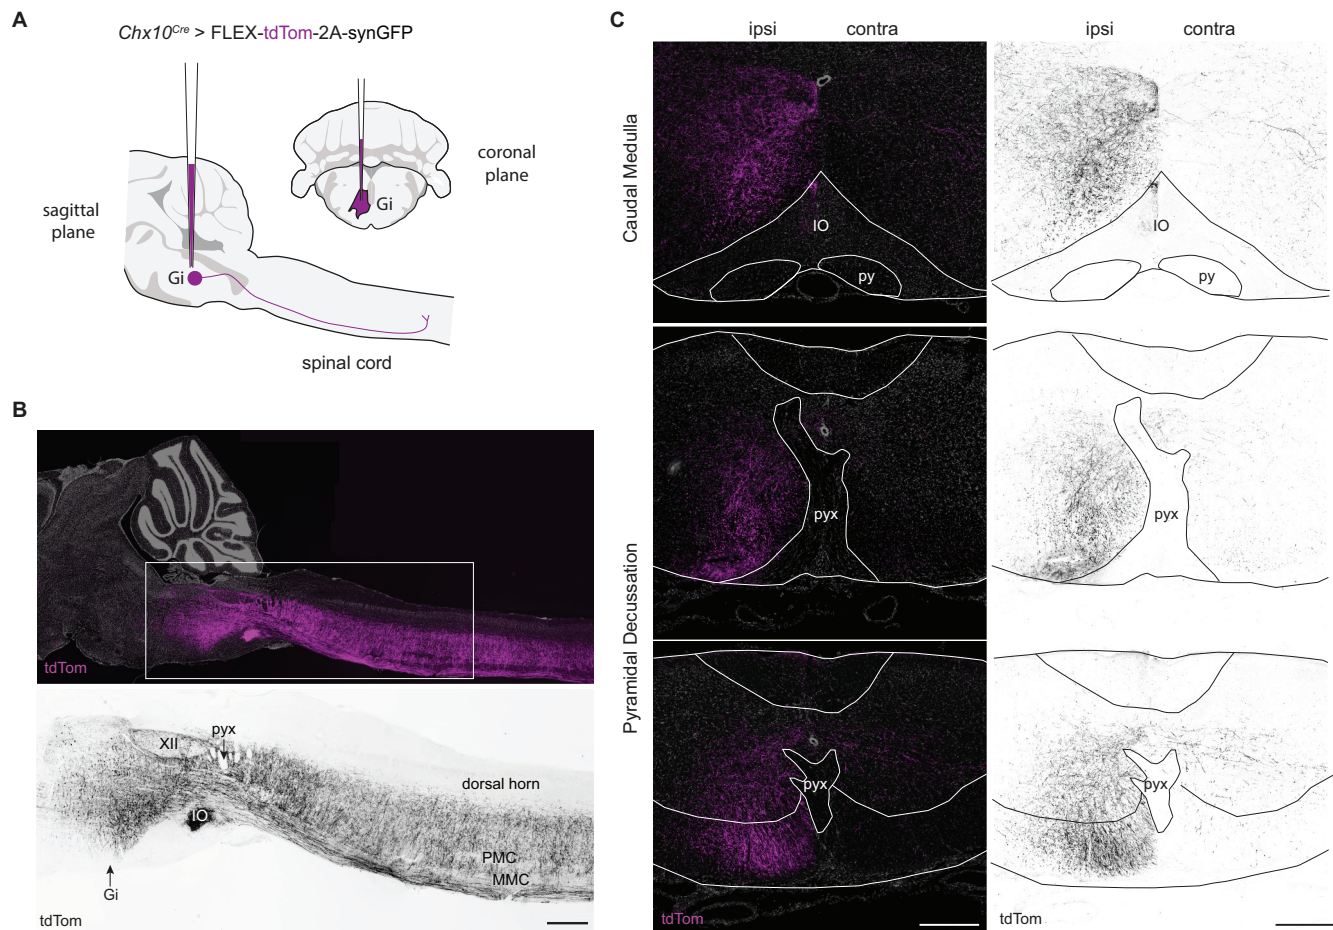 A
Chx10Cre > FLEX-tdTom-2A-synGFP
coronal
plane
Gi
sagittal
plane
Gi
spinal cord
B
tdTom
pyx
XII
dorsal horn
IO
PMC
MMC
Gi
tdTom
C
ipsi
contra
ipsi
contra
Caudal Medulla
IO
py
IO
py
Pyramidal Decussation
pyx
pyx
pyx
pyx
tdTom
tdTom